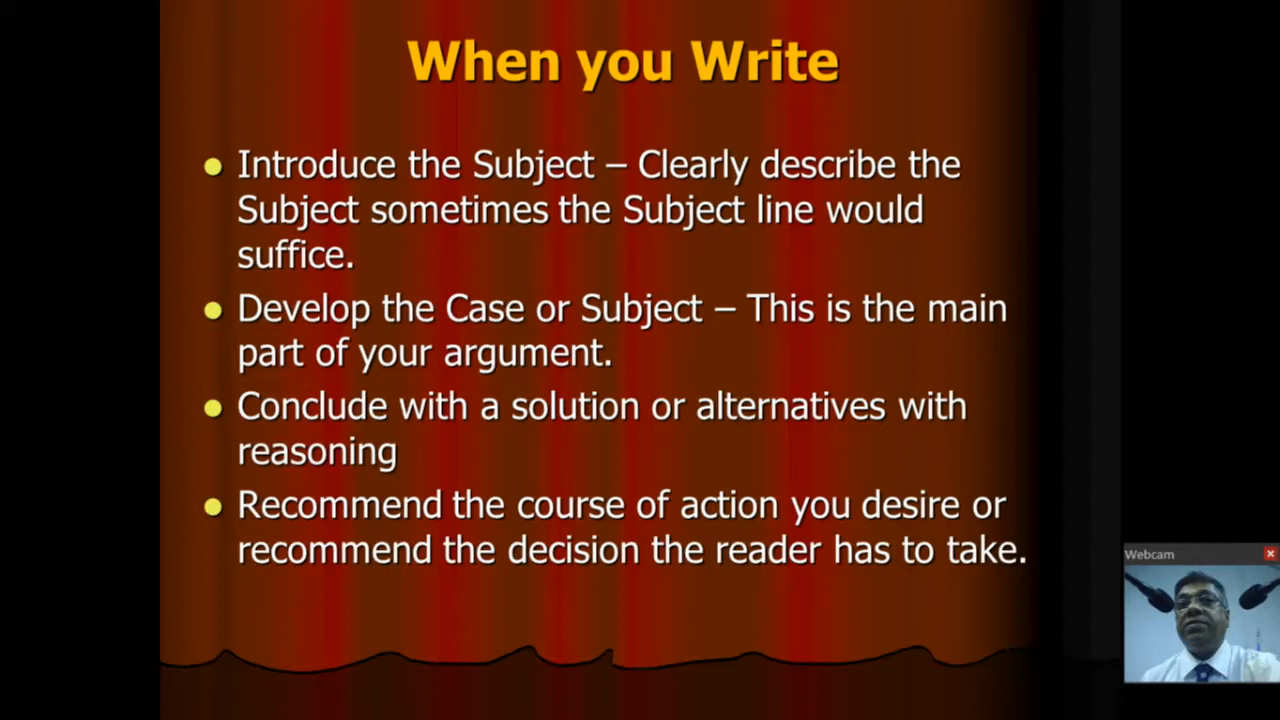 When you Write
● Introduce the Subject – Clearly describe the
Subject sometimes the Subject line would
suffice.
● Develop the Case or Subject – This is the main
part of your argument.
● Conclude with a solution or alternatives with
reasoning
● Recommend the course of action you desire or
recommend the decision the reader has to take.
Webcam